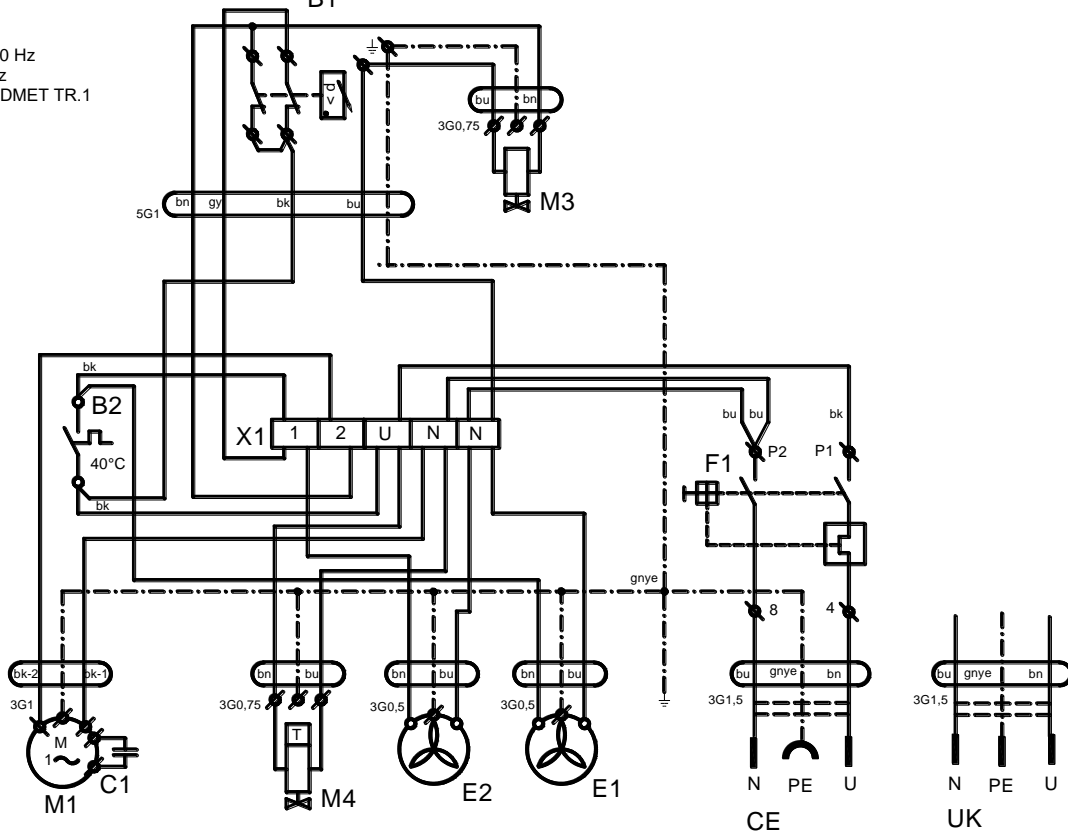 B1
0 Hz
z
DMET TR.1
p
bu bn
3G0,75
M3
5G1 bn gy bk bu
bk
B2
40°C
bk
X1 1 2 U N N
bu bu bk
P2 P1
F1
gnye
8 4
bk-2 bk-1
3G1
bn bu
3G0,75
bn bu
3G0,5
bn bu
3G0,5
bu gnye bn
3G1,5
bu gnye bn
3G1,5
M
1
M1
C1
T
M4
E2
E1
N PE U
CE
N PE U
UK